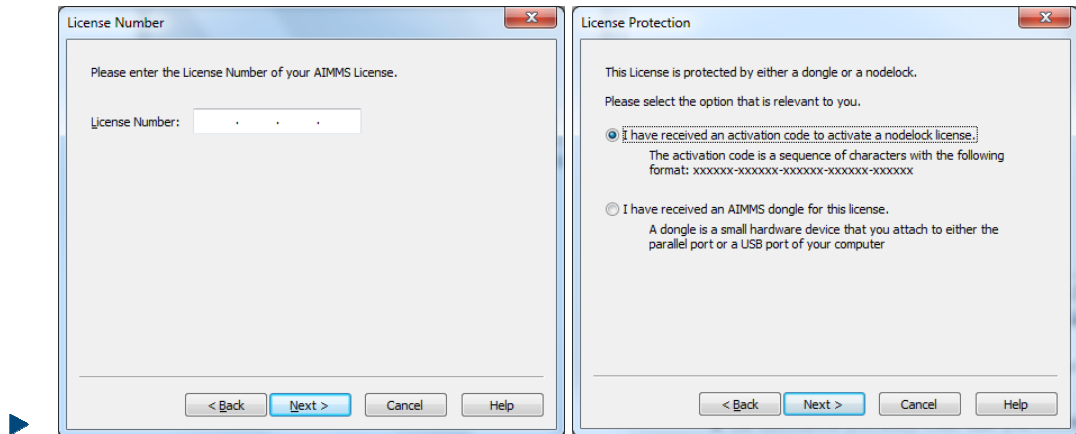 License Number
Please enter the License Number of your AIMMS License.
License Number: . . .
< Back Next > Cancel Help
License Protection
This License is protected by either a dongle or a nodelock.
Please select the option that is relevant to you.
I have received an activation code to activate a nodelock license.
The activation code is a sequence of characters with the following
format: xxxxxx-xxxxxx-xxxxxx-xxxxxx-xxxxxx
I have received an AIMMS dongle for this license.
A dongle is a small hardware device that you attach to either the
parallel port or a USB port of your computer
< Back Next > Cancel Help